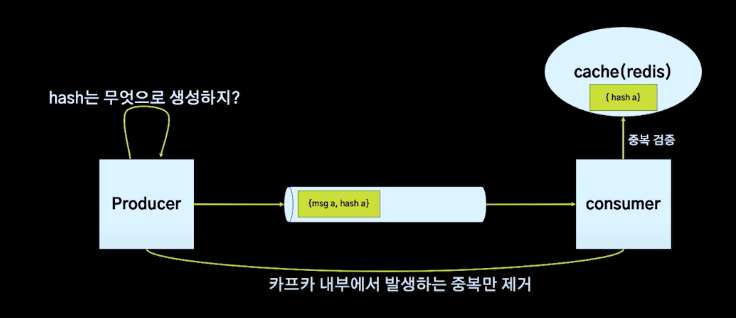 cache(redis)
{ hash a}
hash는 무엇으로 생성하지?
중복 검증
Producer
{msg a, hash a}
consumer
카프카 내부에서 발생하는 중복만 제거